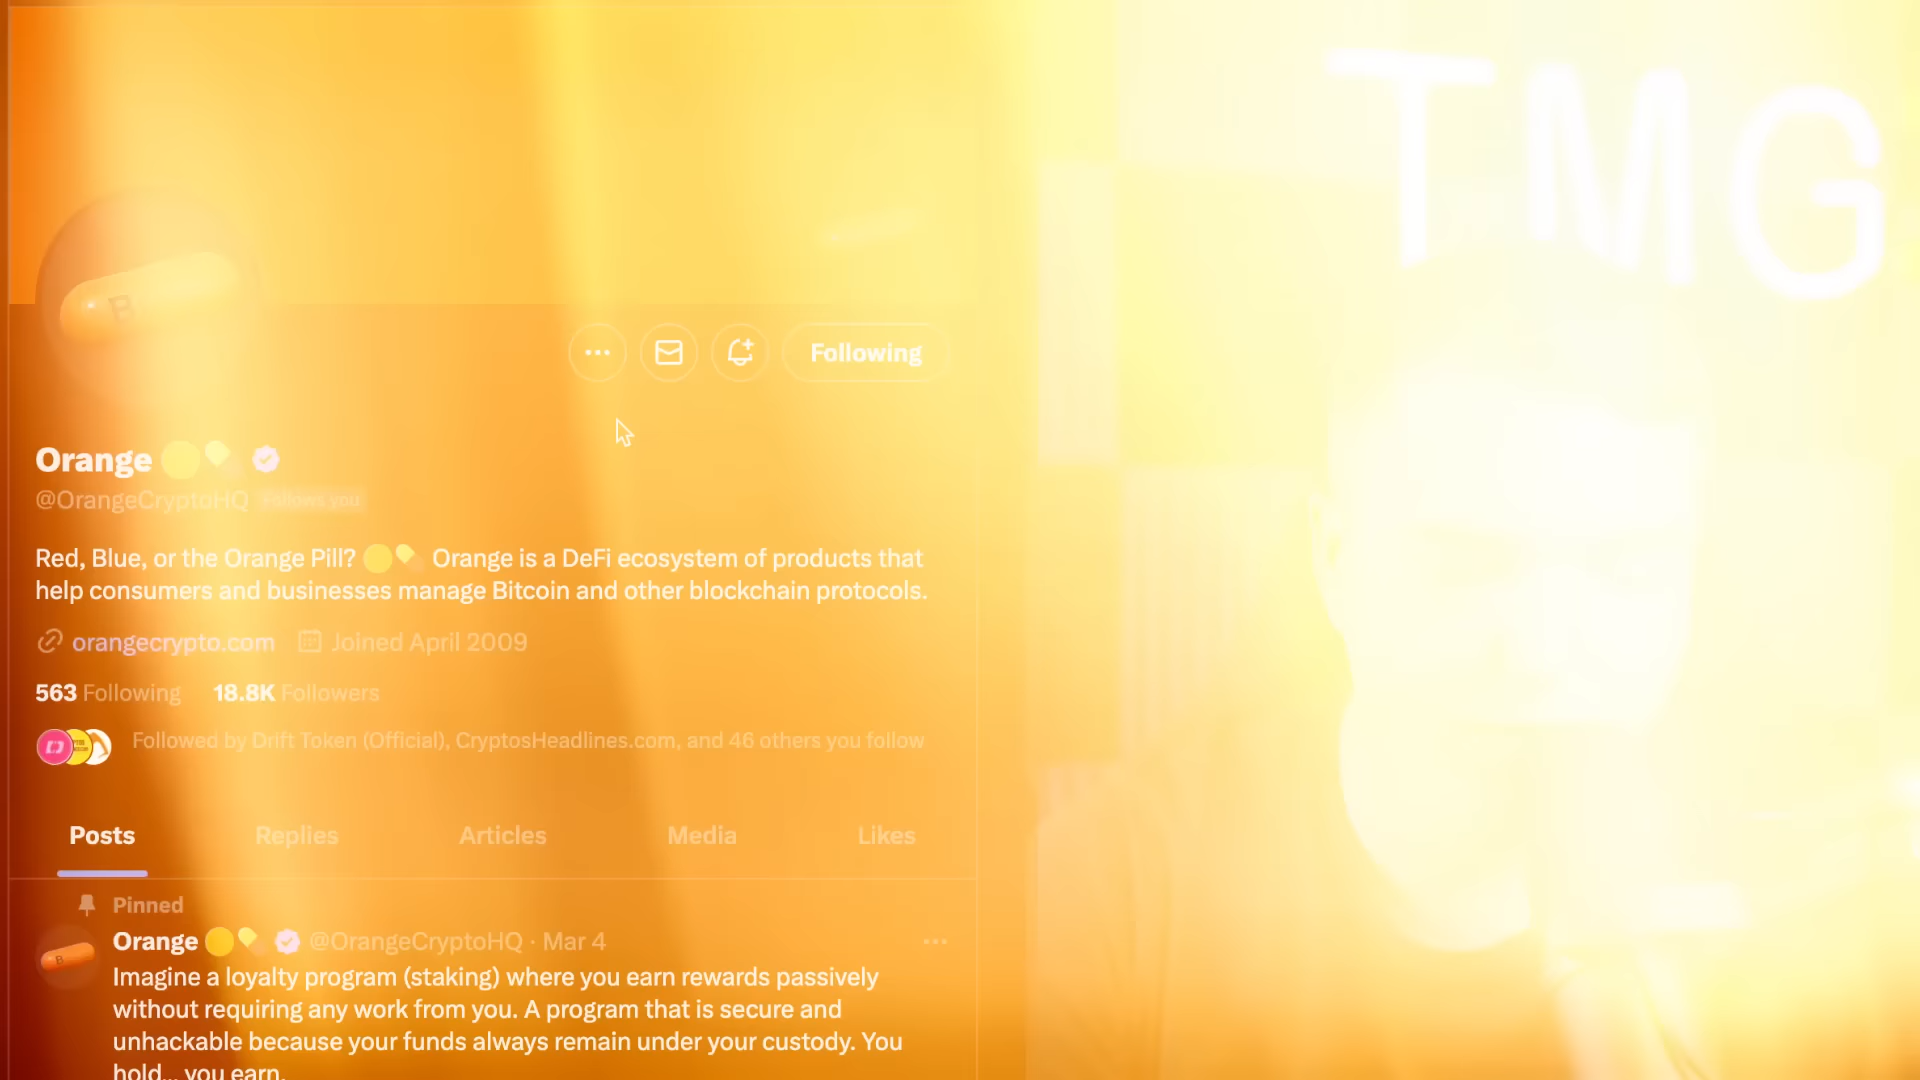 TMG
B
Following
Orange
@OrangeCryptoHQ Follows you
Red, Blue, or the Orange Pill? Orange is a DeFi ecosystem of products that
help consumers and businesses manage Bitcoin and other blockchain protocols.
orangecrypto.com Joined April 2009
563 Following 18.8K Followers
Followed by Drift Token (Official), CryptosHeadlines.com, and 46 others you follow
Posts Replies Articles Media Likes
Pinned
Orange @OrangeCryptoHQ · Mar 4
B
Imagine a loyalty program (staking) where you earn rewards passively
without requiring any work from you. A program that is secure and
unhackable because your funds always remain under your custody. You
hold... you earn.